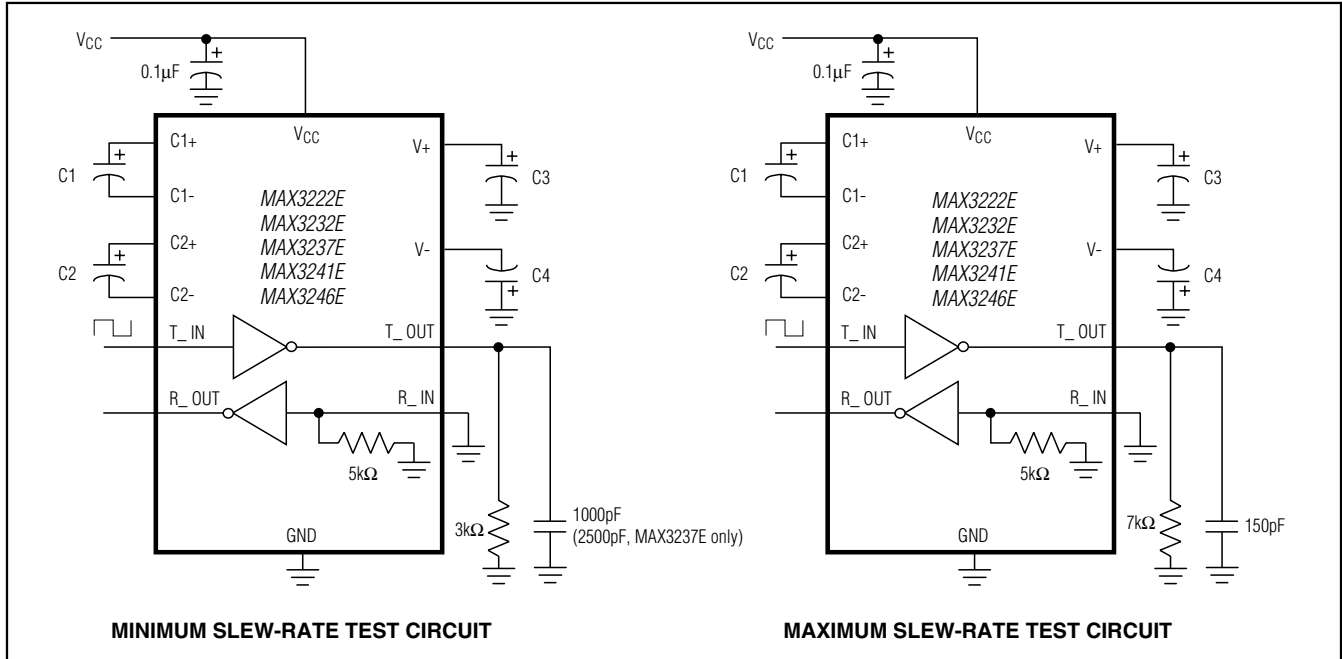 VCC
0.1µF
+
VCC
C1+
V+
+
+
C1
C3
C1-
MAX3222E
MAX3232E
C2+
MAX3237E
V-
+
C2
MAX3241E
C4
C2-
MAX3246E
+
T_ IN
T_ OUT
R_ OUT
R_ IN
5kΩ
3kΩ
1000pF
(2500pF, MAX3237E only)
GND
MINIMUM SLEW-RATE TEST CIRCUIT
VCC
0.1µF
+
VCC
C1+
V+
+
+
C1
C3
C1-
MAX3222E
MAX3232E
C2+
MAX3237E
V-
+
C2
MAX3241E
C4
C2-
MAX3246E
+
T_ IN
T_ OUT
R_ OUT
R_ IN
5kΩ
7kΩ
150pF
GND
MAXIMUM SLEW-RATE TEST CIRCUIT